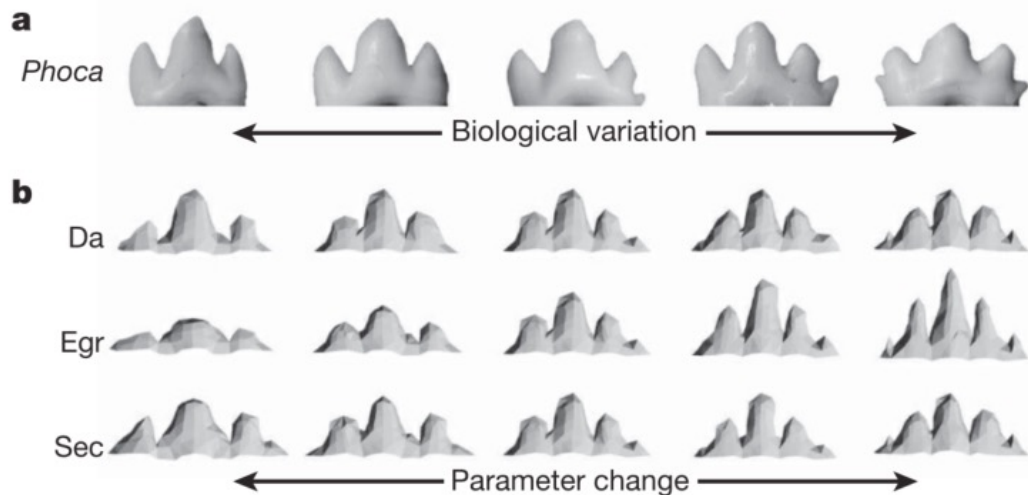 a
Phoca
Biological variation
b
Da
Egr
Sec
Parameter change